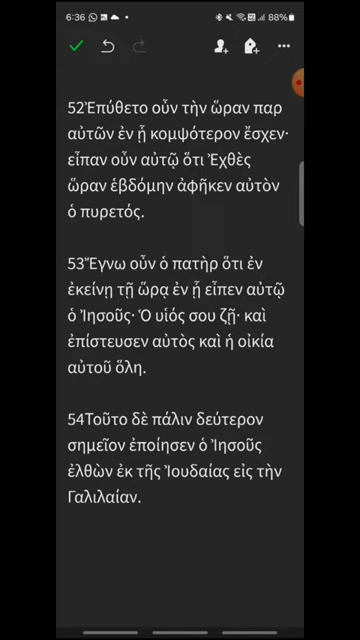 6:36
88%
52Ἐπύθετο οὖν τὴν ὥραν παρ
αὐτῶν ἐν ᾗ κομψότερον ἔσχεν·
εἶπαν οὖν αὐτῷ ὅτι Ἐχθὲς
ὥραν ἑβδόμην ἀφῆκεν αὐτὸν
ὁ πυρετός.
53Ἔγνω οὖν ὁ πατὴρ ὅτι ἐν
ἐκείνῃ τῇ ὥρᾳ ἐν ᾗ εἶπεν αὐτῷ
ὁ Ἰησοῦς· Ὁ υἱός σου ζῇ· καὶ
ἐπίστευσεν αὐτὸς καὶ ἡ οἰκία
αὐτοῦ ὅλη.
54Τοῦτο δὲ πάλιν δεύτερον
σημεῖον ἐποίησεν ὁ Ἰησοῦς
ἐλθὼν ἐκ τῆς Ἰουδαίας εἰς τὴν
Γαλιλαίαν.